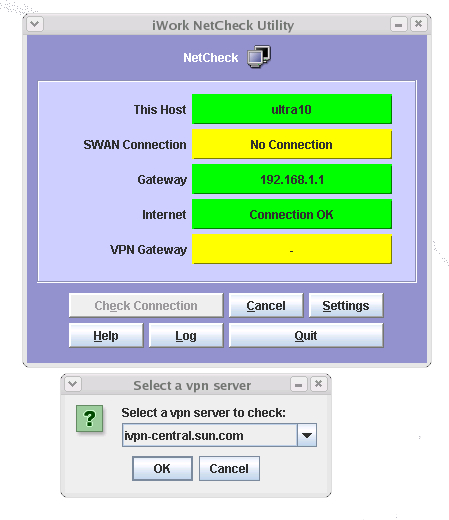 iWork NetCheck Utility
NetCheck
This Host ultra10
SWAN Connection No Connection
Gateway 192.168.1.1
Internet Connection OK
VPN Gateway -
Check Connection Cancel Settings
Help Log Quit
Select a vpn server
?
Select a vpn server to check:
ivpn-central.sun.com
OK Cancel